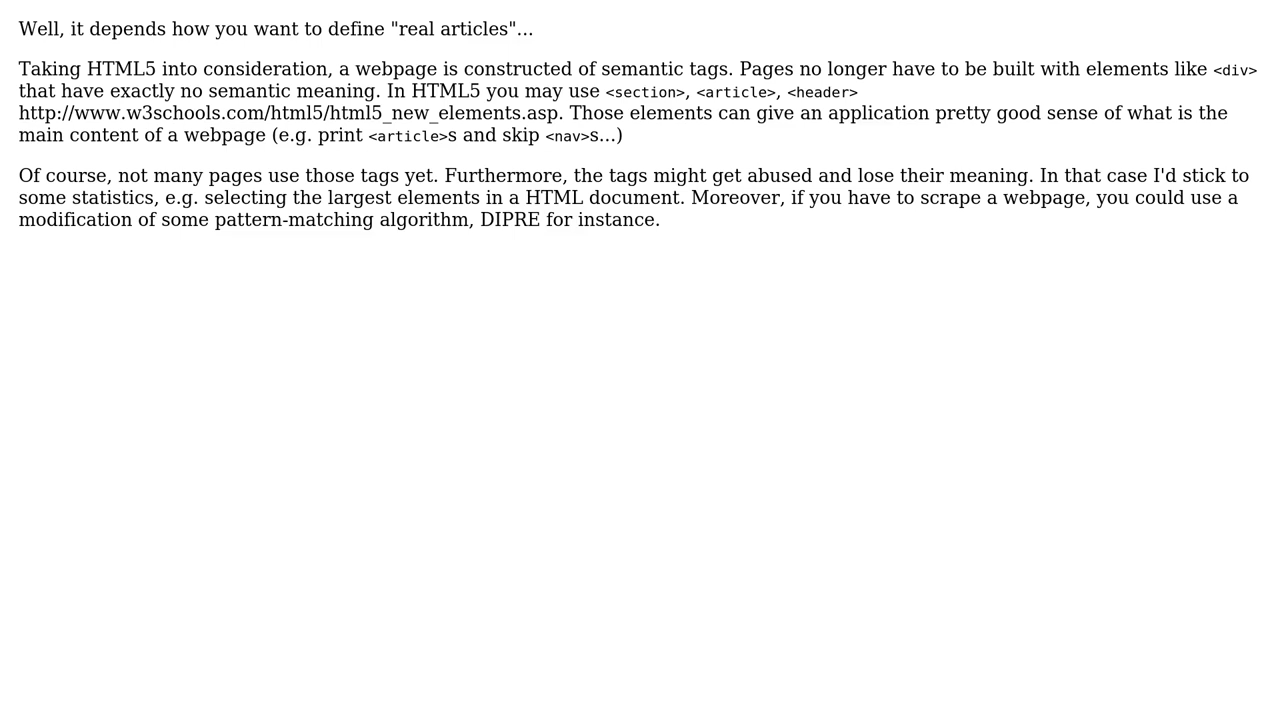 Well, it depends how you want to define "real articles"...
Taking HTML5 into consideration, a webpage is constructed of semantic tags. Pages no longer have to be built with elements like <div>
that have exactly no semantic meaning. In HTML5 you may use <section>, <article>, <header>
http://www.w3schools.com/html5/html5_new_elements.asp. Those elements can give an application pretty good sense of what is the
main content of a webpage (e.g. print <article>s and skip <nav>s...)
Of course, not many pages use those tags yet. Furthermore, the tags might get abused and lose their meaning. In that case I'd stick to
some statistics, e.g. selecting the largest elements in a HTML document. Moreover, if you have to scrape a webpage, you could use a
modification of some pattern-matching algorithm, DIPRE for instance.